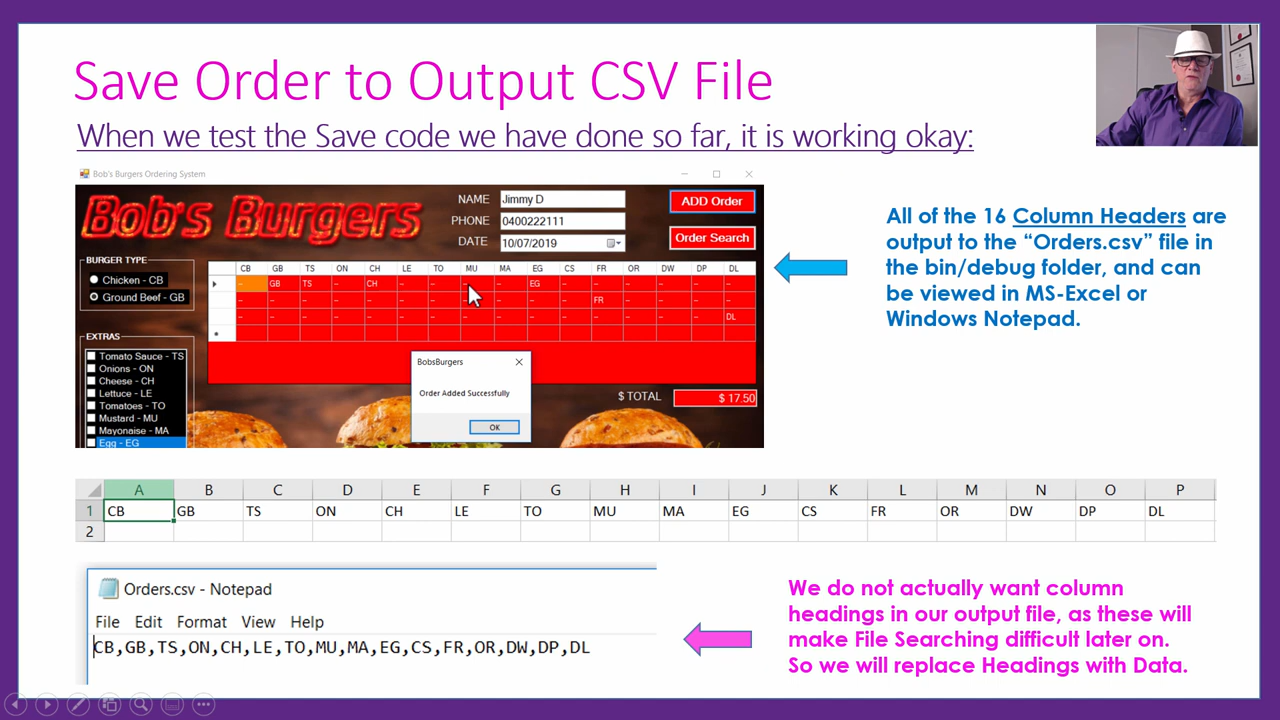 Save Order to Output CSV File
When we test the Save code we have done so far, it is working okay:
Bob's Burgers Ordering System
Bob's Burgers
NAME Jimmy D ADD Order
PHONE 0400222111
DATE 10/07/2019 Order Search
BURGER TYPE
Chicken - CB
Ground Beef - GB
CB GB TS ON CH LE TO MU MA EG CS FR OR DW DP DL
-- GB TS -- CH -- -- -- -- EG -- -- -- -- -- --
-- -- -- -- -- -- -- -- -- -- -- FR -- -- -- --
-- -- -- -- -- -- -- -- -- -- -- -- -- -- -- DL
EXTRAS
Tomato Sauce - TS
Onions - ON
Cheese - CH
Lettuce - LE
Tomatoes - TO
Mustard - MU
Mayonaise - MA
Egg - EG
BobsBurgers
Order Added Successfully
OK
$ TOTAL $ 17.50
All of the 16 Column Headers are
output to the “Orders.csv” file in
the bin/debug folder, and can
be viewed in MS-Excel or
Windows Notepad.
A B C D E F G H I J K L M N O P
1 CB GB TS ON CH LE TO MU MA EG CS FR OR DW DP DL
2
Orders.csv - Notepad
File Edit Format View Help
CB,GB,TS,ON,CH,LE,TO,MU,MA,EG,CS,FR,OR,DW,DP,DL
We do not actually want column
headings in our output file, as these will
make File Searching difficult later on.
So we will replace Headings with Data.